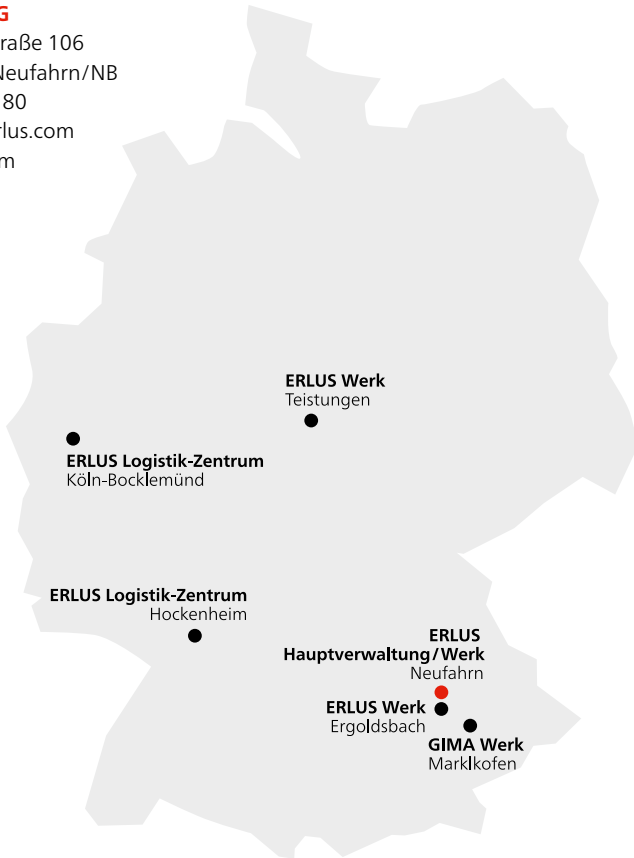 G
raße 106
Neufahrn/NB
80
rlus.com
m
ERLUS Werk
Teistungen
ERLUS Logistik-Zentrum
Köln-Bocklemünd
ERLUS Logistik-Zentrum
Hockenheim
ERLUS
Hauptverwaltung/Werk
Neufahrn
ERLUS Werk
Ergoldsbach
GIMA Werk
Marklkofen